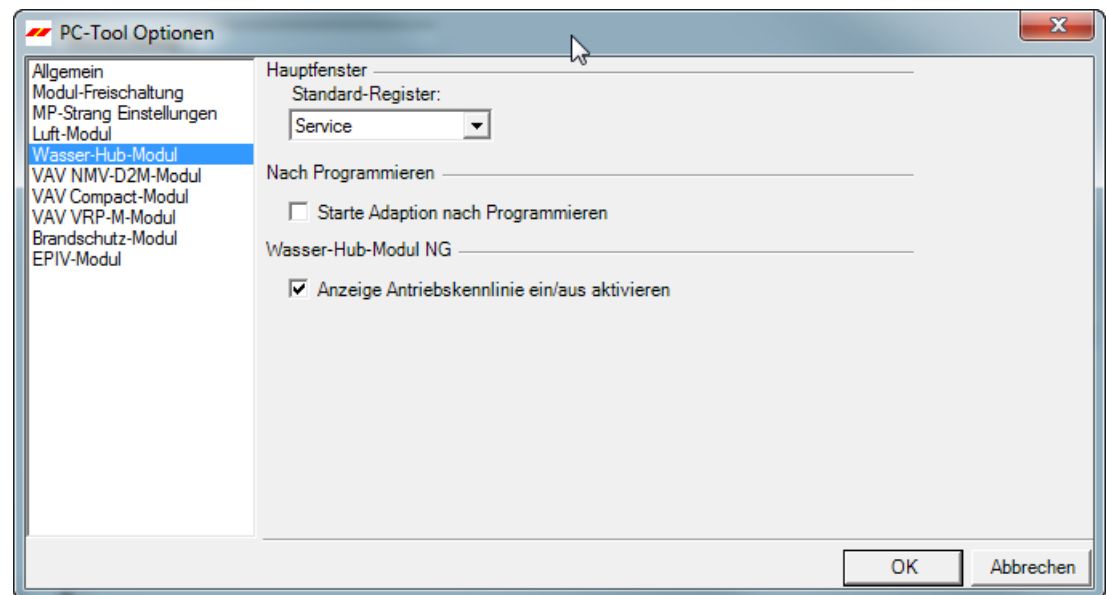 PC-Tool Optionen
Allgemein
Modul-Freischaltung
MP-Strang Einstellungen
Luft-Modul
Wasser-Hub-Modul
VAV NMV-D2M-Modul
VAV Compact-Modul
VAV VRP-M-Modul
Brandschutz-Modul
EPIV-Modul
Hauptfenster
Standard-Register:
Service
Nach Programmieren
Starte Adaption nach Programmieren
Wasser-Hub-Modul NG
Anzeige Antriebskennlinie ein/aus aktivieren
OK
Abbrechen